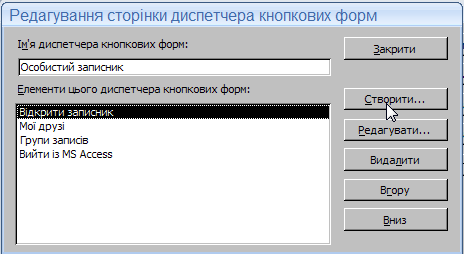 Редагування сторінки диспетчера кнопкових форм
Ім'я диспетчера кнопкових форм:
Закрити
Особистий записник
Елементи цього диспетчера кнопкових форм:
Створити...
Відкрити записник
Мої друзі
Редагувати...
Групи записів
Вийти із MS Access
Видалити
Вгору
Вниз